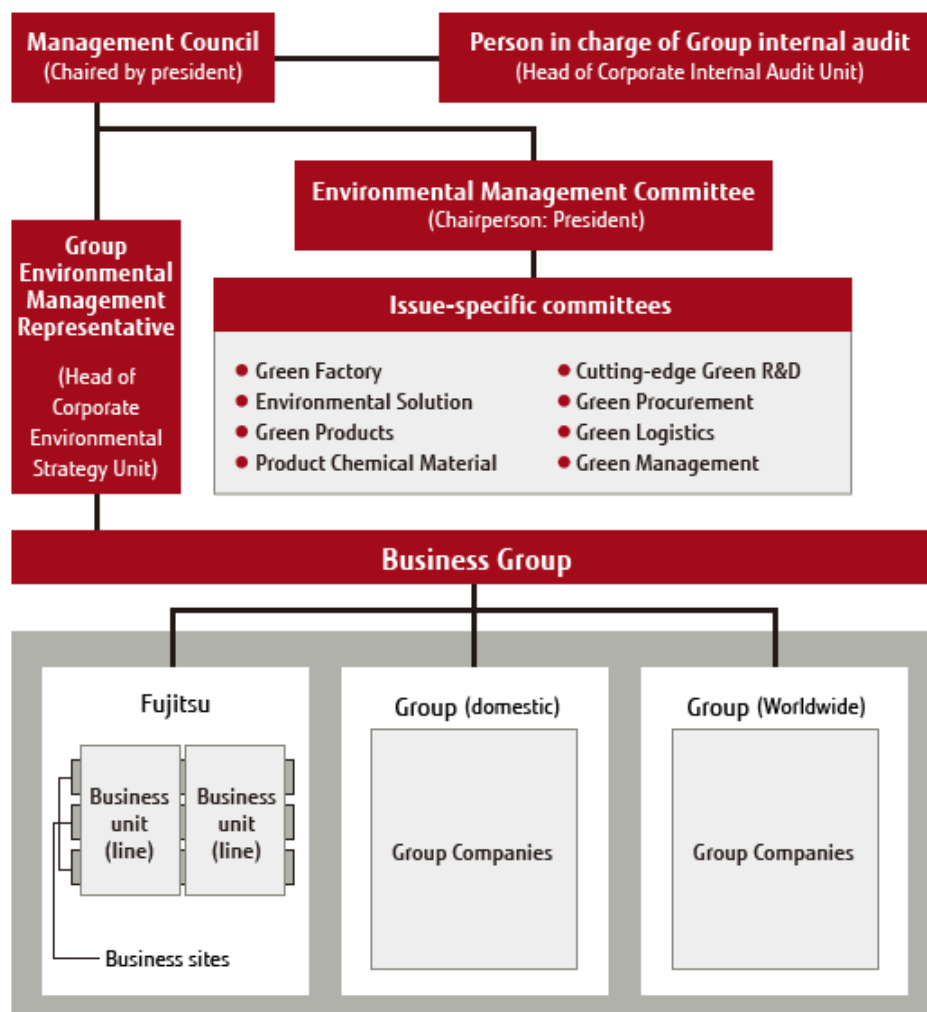 Management Council
(Chaired by president)
Person in charge of Group internal audit
(Head of Corporate Internal Audit Unit)
Environmental Management Committee
(Chairperson: President)
Group
Environmental
Management
Representative
(Head of
Corporate
Environmental
Strategy Unit)
Issue-specific committees
Green Factory
Environmental Solution
Green Products
Product Chemical Material
Cutting-edge Green R&D
Green Procurement
Green Logistics
Green Management
Business Group
Fujitsu
Business
unit
(line)
Business
unit
(line)
Business sites
Group (domestic)
Group Companies
Group (Worldwide)
Group Companies